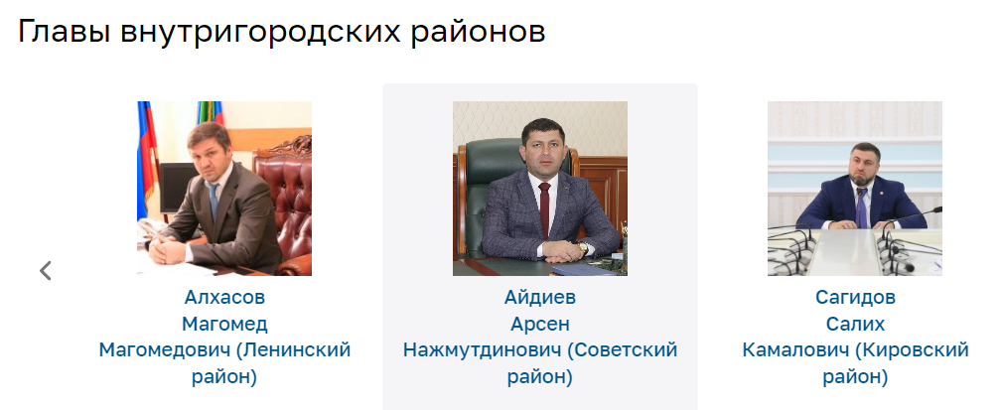 Главы внутригородских районов
Алхасов
Магомед
Магомедович (Ленинский
район)
Айдиев
Арсен
Нажмутдинович (Советский
район)
Сагидов
Салих
Камалович (Кировский
район)